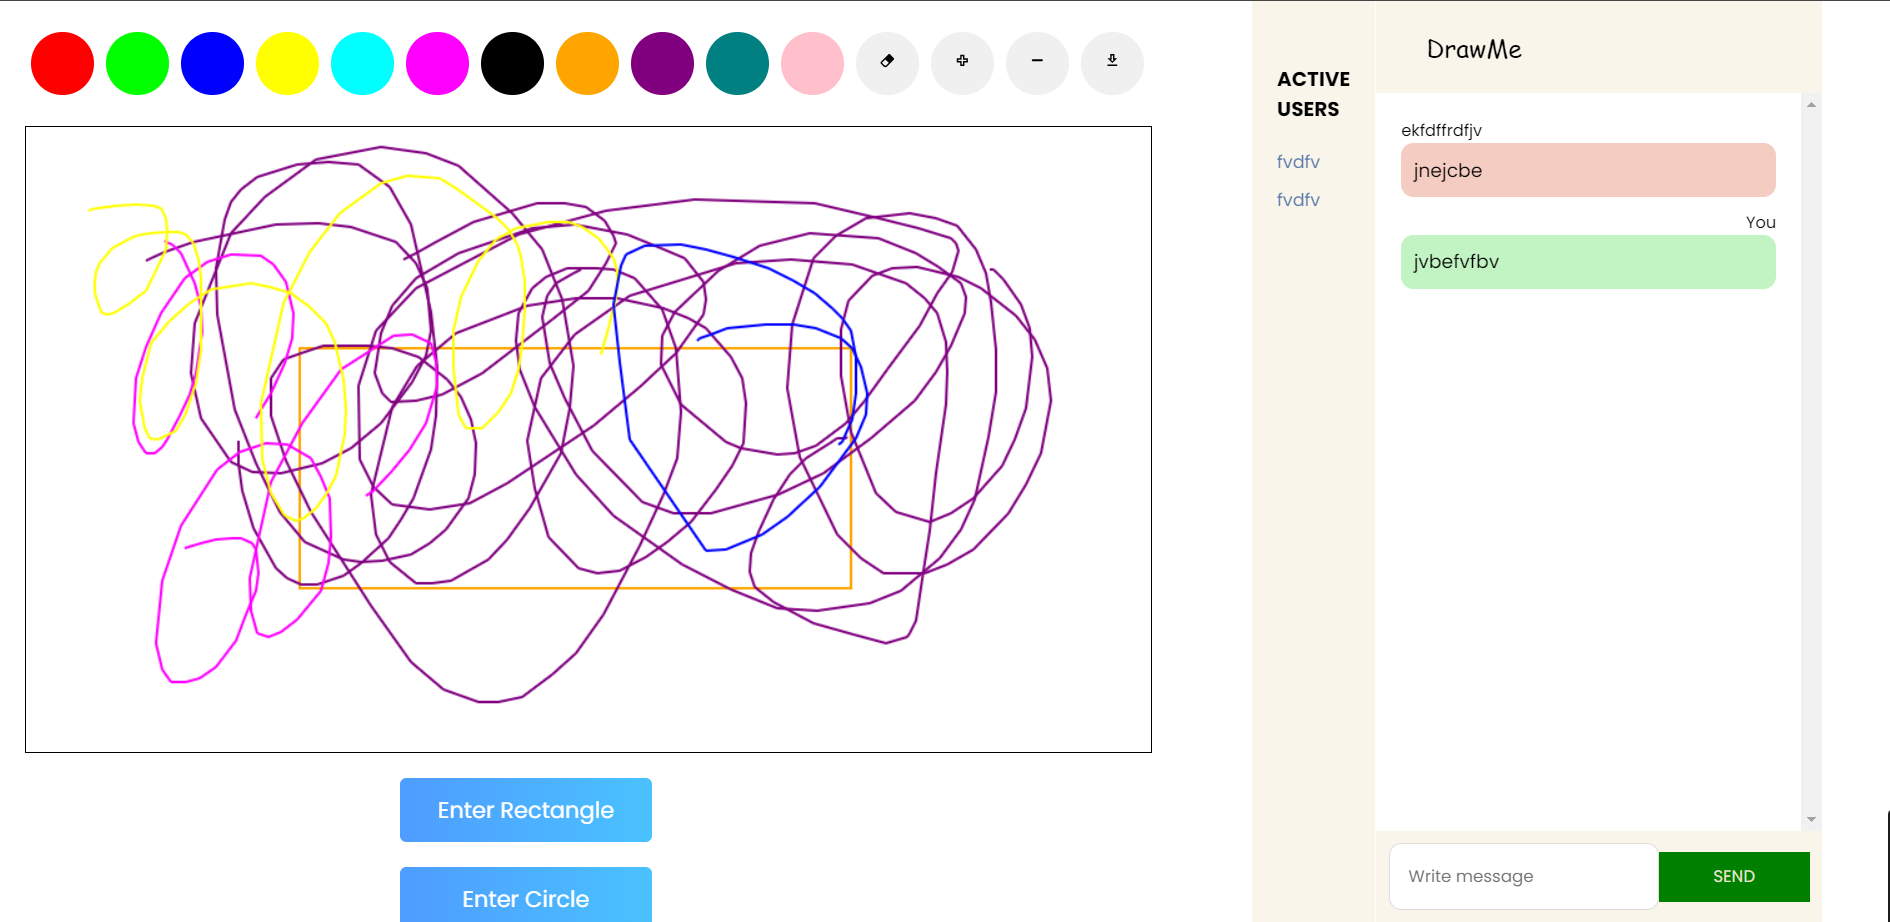 DrawMe
ACTIVE
USERS
fvdfv
fvdfv
ekfdffrdfjv
jnejcbe
You
jvbefvfbv
Enter Rectangle
Enter Circle
Write message
SEND